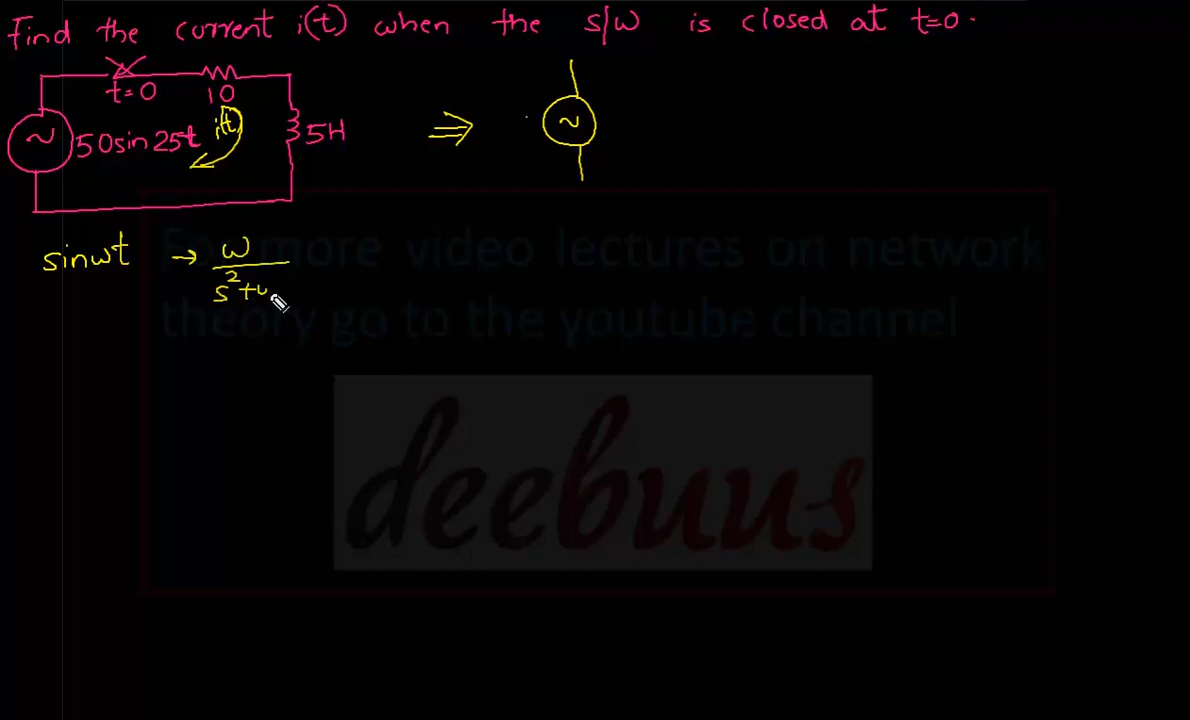 Find the current i(t) when the s/w is closed at t=0.
t=0
10
50sin25t
i(t)
5H
⇒
sinωt → ω
s²+ω
For more video lectures on network
theory go to the youtube channel
deebuus